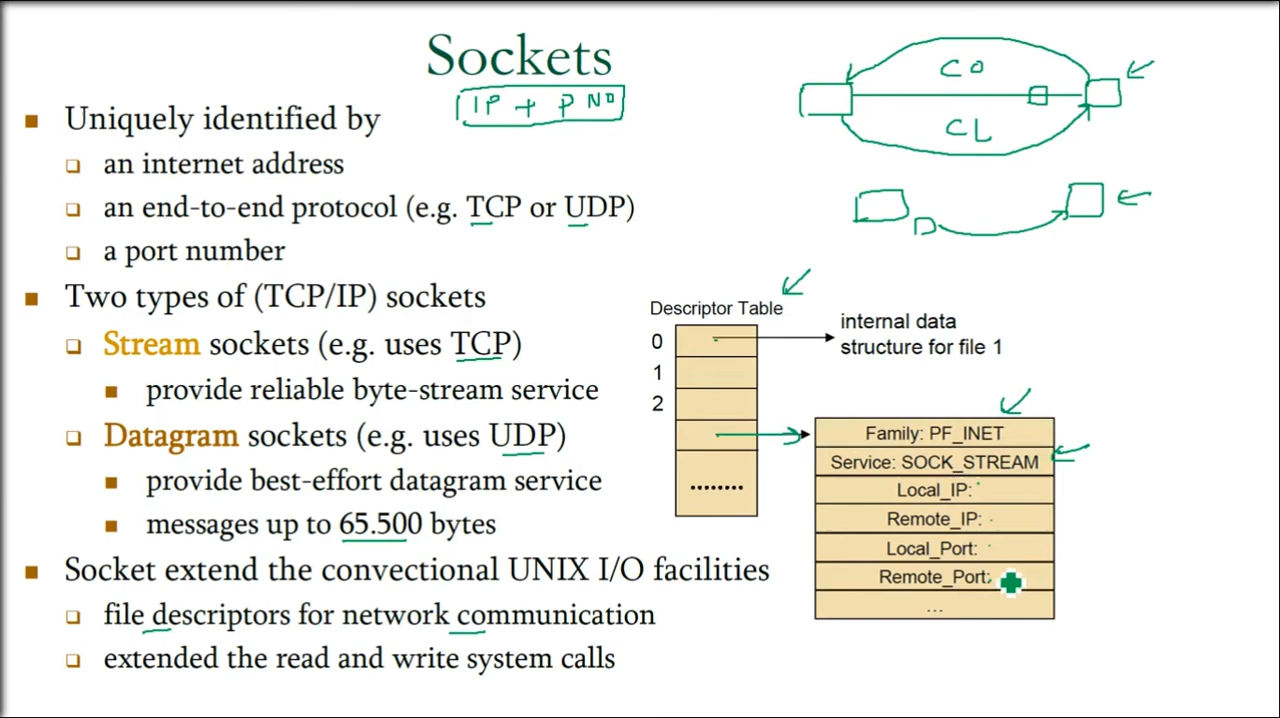 Sockets
IP + P NO
Uniquely identified by
an internet address
an end-to-end protocol (e.g. TCP or UDP)
a port number
Two types of (TCP/IP) sockets
Stream sockets (e.g. uses TCP)
provide reliable byte-stream service
Datagram sockets (e.g. uses UDP)
provide best-effort datagram service
messages up to 65.500 bytes
Socket extend the convectional UNIX I/O facilities
file descriptors for network communication
extended the read and write system calls
CO
CL
D
Descriptor Table
0
1
2
........
internal data
structure for file 1
Family: PF_INET
Service: SOCK_STREAM
Local_IP:
Remote_IP:
Local_Port:
Remote_Port:
...